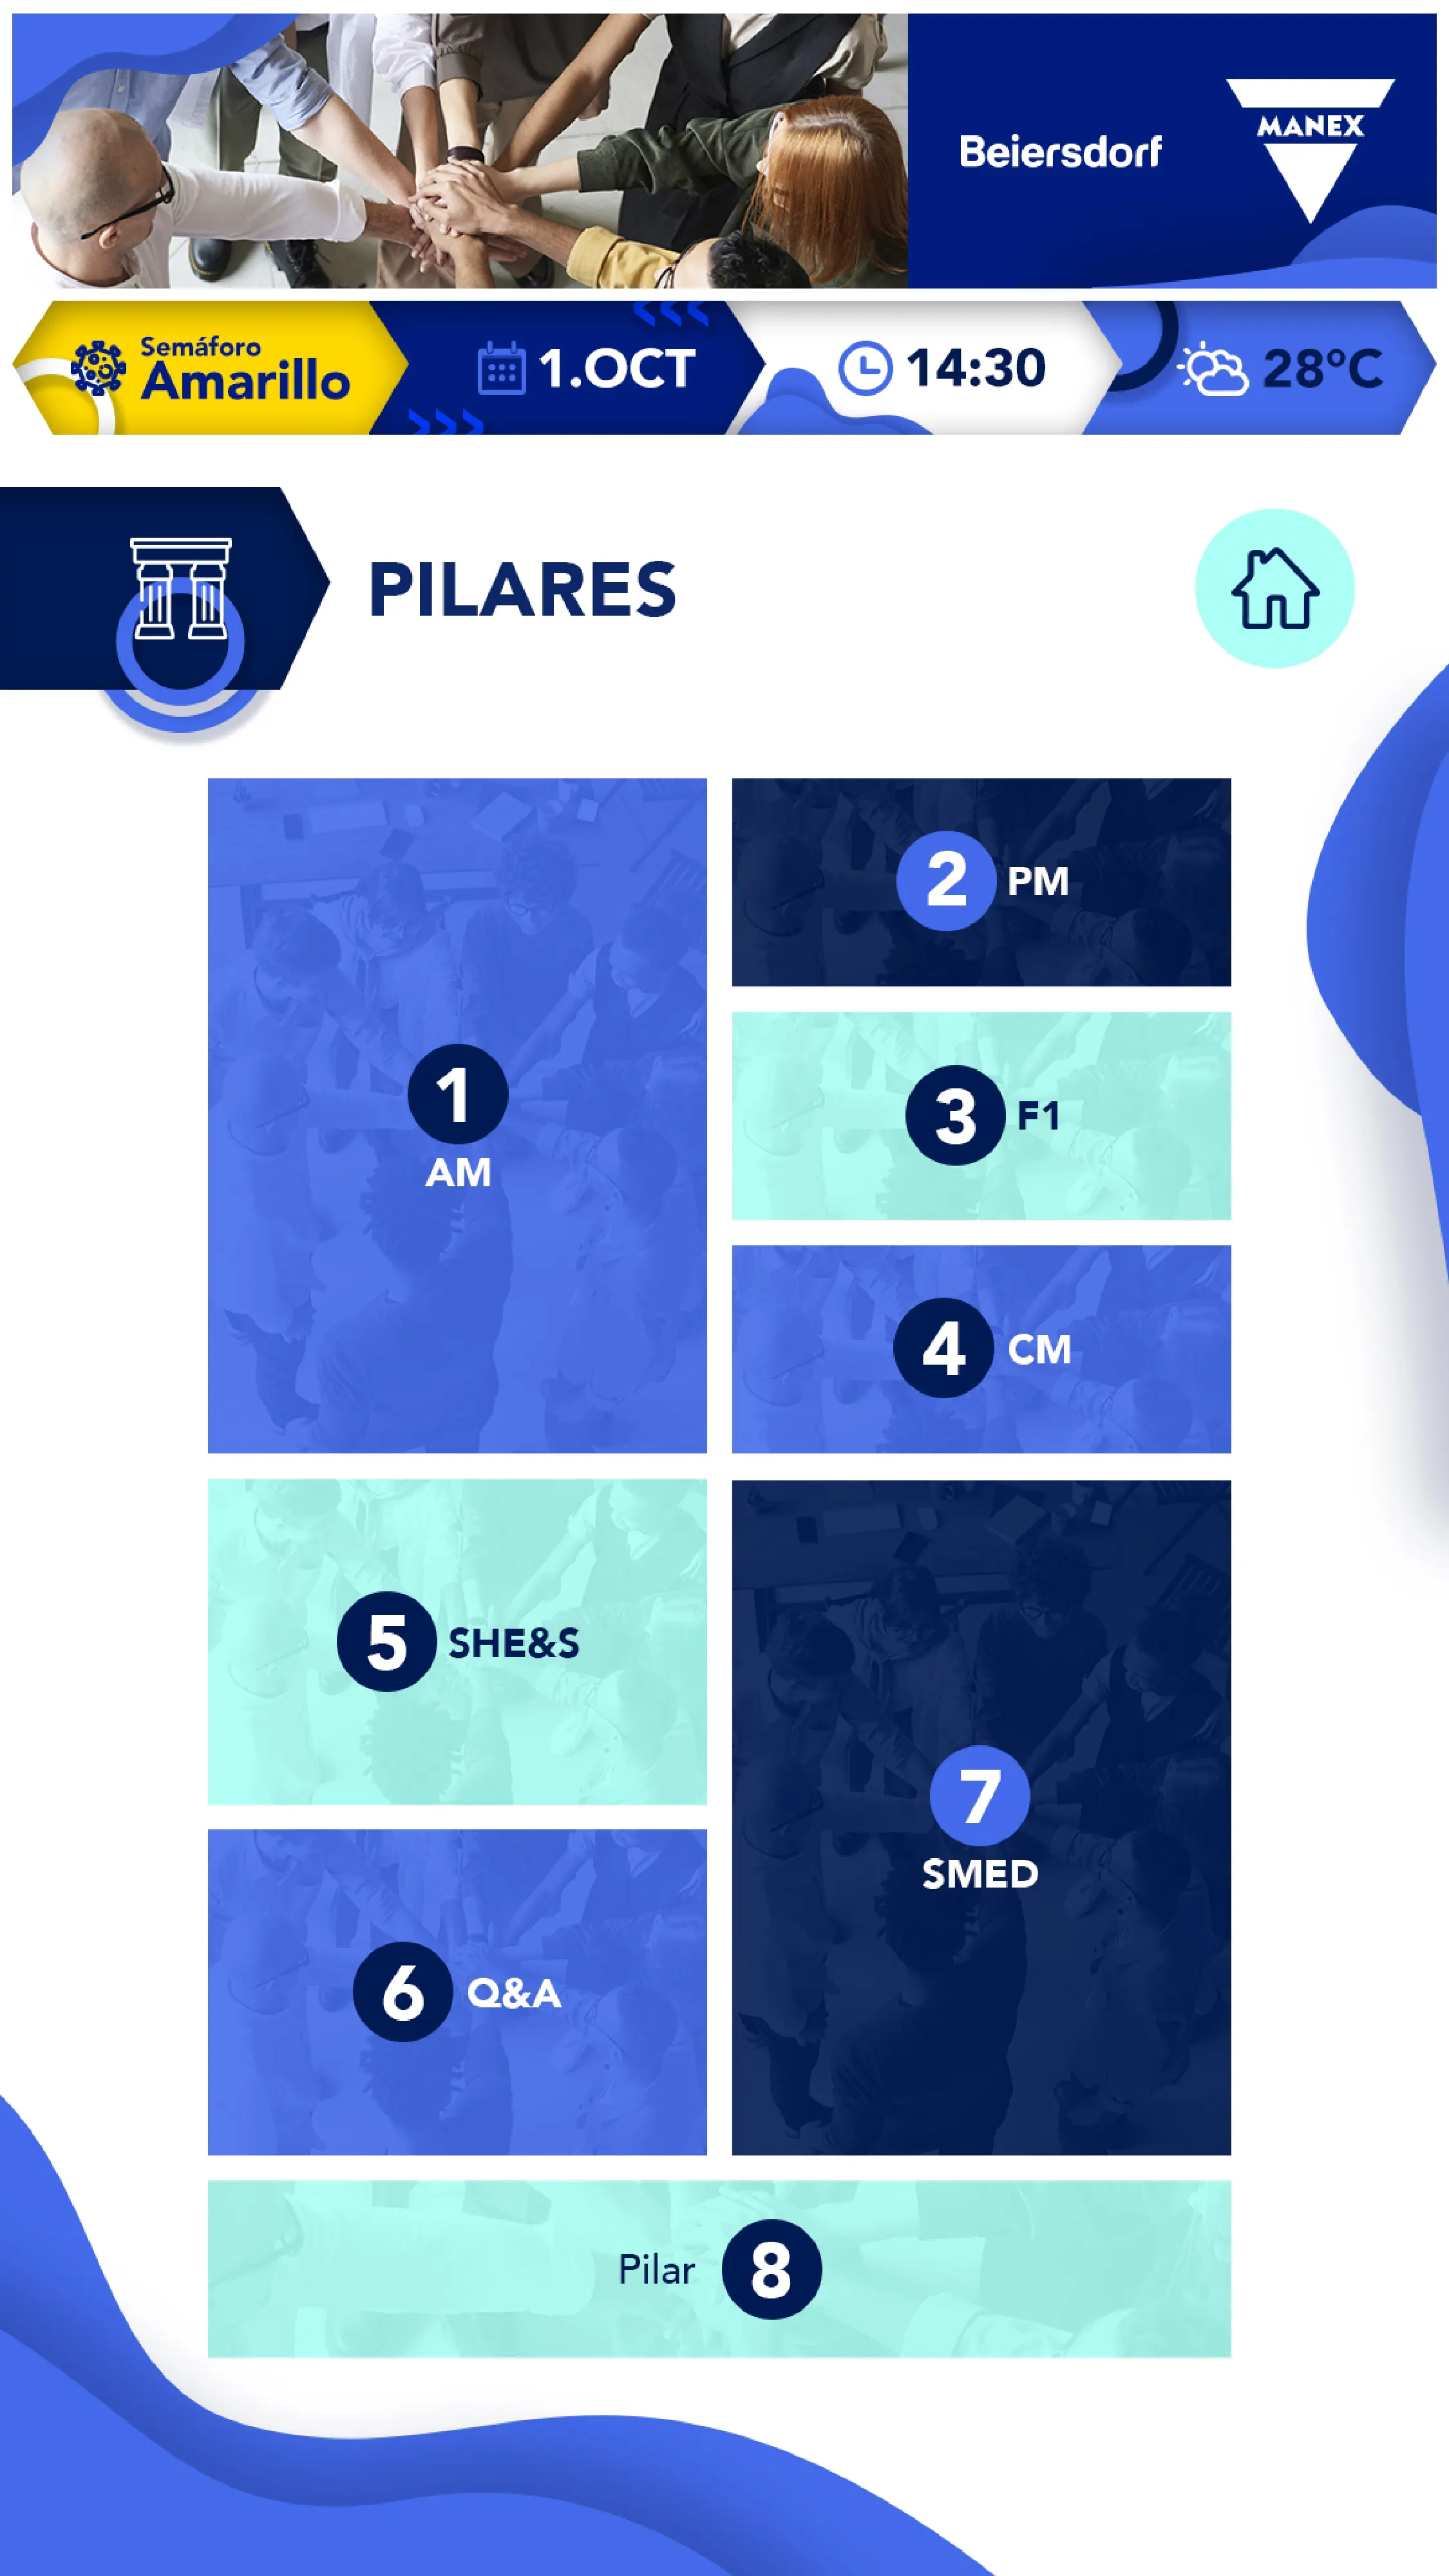 Beiersdorf
MANEX
Semáforo
Amarillo
1.OCT
14:30
28°C
PILARES
1
AM
2 PM
3 F1
4 CM
5 SHE&S
6 Q&A
7
SMED
Pilar 8